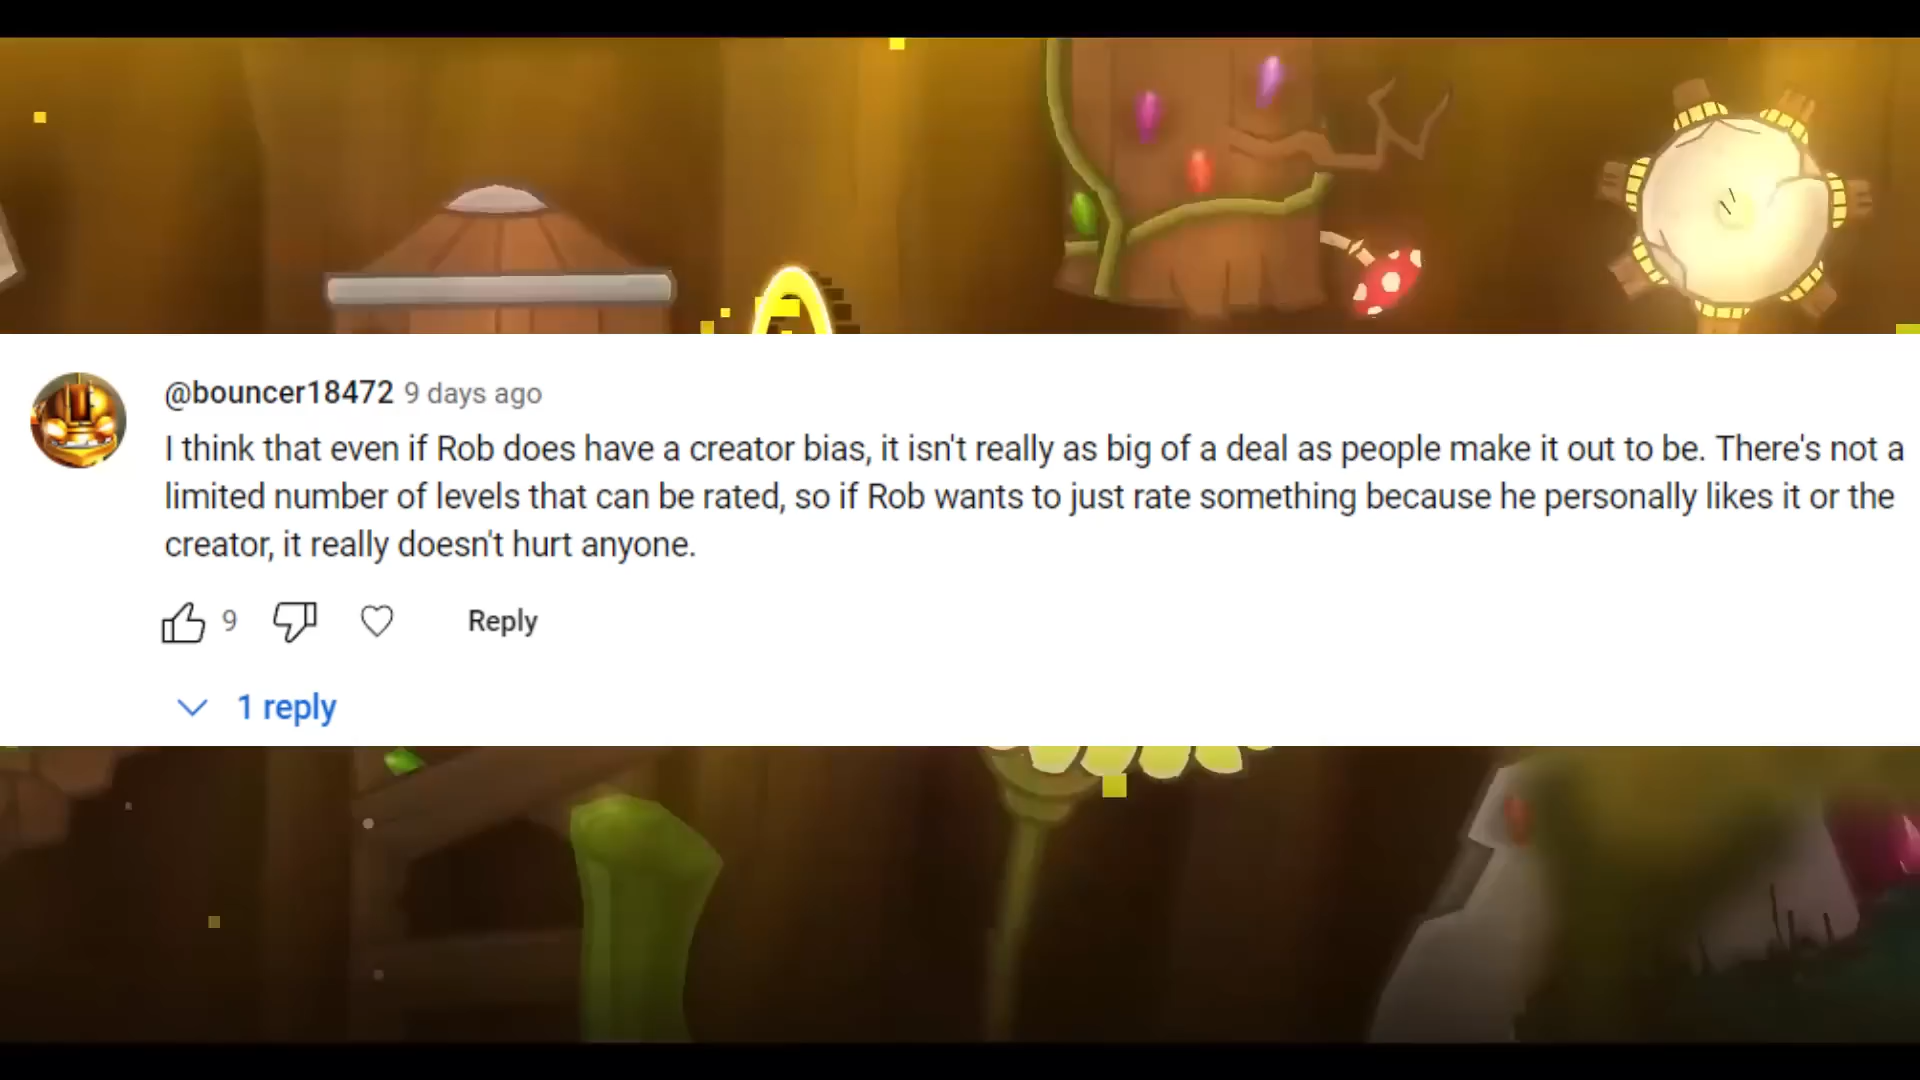 @bouncer18472 9 days ago
I think that even if Rob does have a creator bias, it isn't really as big of a deal as people make it out to be. There's not a
limited number of levels that can be rated, so if Rob wants to just rate something because he personally likes it or the
creator, it really doesn't hurt anyone.
9 Reply
1 reply